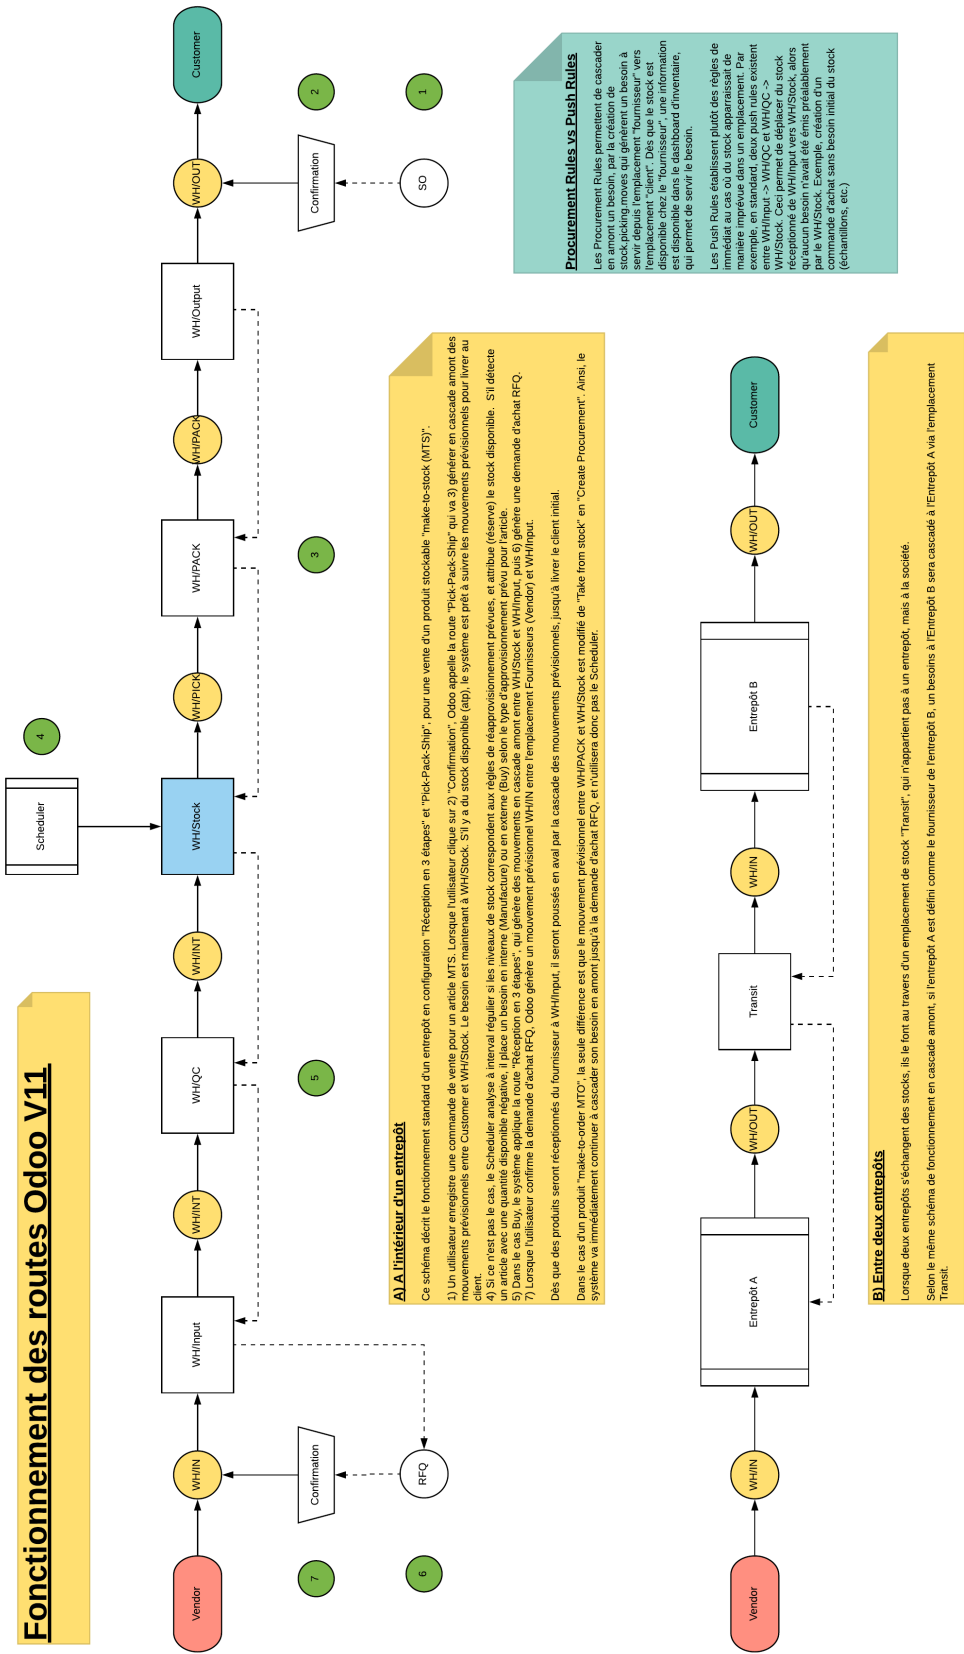 Fonctionnement des routes Odoo V11
Scheduler
4
Vendor
WH/IN
WH/Input
WH/INT
WH/QC
WH/INT
WH/Stock
WH/PICK
WH/PACK
WH/PACK
WH/Output
WH/OUT
Customer
7
Confirmation
5
3
Confirmation
2
6
RFQ
SO
1
A) A l'intérieur d'un entrepôt
Ce schéma décrit le fonctionnement standard d'un entrepôt en configuration "Réception en 3 étapes" et "Pick-Pack-Ship", pour une vente d'un produit stockable "make-to-stock (MTS)".
1) Un utilisateur enregistre une commande de vente pour un article MTS. Lorsque l'utilisateur clique sur 2) "Confirmation", Odoo appelle la route "Pick-Pack-Ship" qui va 3) générer en cascade amont des
mouvements prévisionnels entre Customer et WH/Stock. Le besoin est maintenant à WH/Stock. S'il y a du stock disponible (atp), le système est prêt à suivre les mouvements prévisionnels pour livrer au
client.
4) Si ce n'est pas le cas, le Scheduler analyse à interval régulier si les niveaux de stock correspondent aux règles de réapprovisionnement prévues, et attribue (réserve) le stock disponible. S'il détecte
un article avec une quantité disponible négative, il place un besoin en interne (Manufacture) ou en externe (Buy) selon le type d'approvisionnement prévu pour l'article.
5) Dans le cas Buy, le système applique la route "Réception en 3 étapes", qui génère des mouvements en cascade amont entre WH/Stock et WH/Input, puis 6) génère une demande d'achat RFQ.
7) Lorsque l'utilisateur confirme la demande d'achat RFQ, Odoo génère un mouvement prévisionnel WH/IN entre l'emplacement Fournisseurs (Vendor) et WH/Input.
Dès que des produits seront réceptionnés du fournisseur à WH/Input, il seront poussés en aval par la cascade des mouvements prévisionnels, jusqu'à livrer le client initial.
Dans le cas d'un produit "make-to-order MTO", la seule différence est que le mouvement prévisionnel entre WH/PACK et WH/Stock est modifié de "Take from stock" en "Create Procurement". Ainsi, le
système va immédiatement continuer à cascader son besoin en amont jusqu'à la demande d'achat RFQ, et n'utilisera donc pas le Scheduler.
Procurement Rules vs Push Rules
Les Procurement Rules permettent de cascader
en amont un besoin, par la création de
stock.picking.moves qui génèrent un besoin à
servir depuis l'emplacement "fournisseur" vers
l'emplacement "client". Dès que le stock est
disponible chez le "fournisseur", une information
est disponible dans le dashboard d'inventaire,
qui permet de servir le besoin.
Les Push Rules établissent plutôt des règles de
immédiat au cas où du stock apparraissait de
manière imprévue dans un emplacement. Par
exemple, en standard, deux push rules existent
entre WH/Input -> WH/QC et WH/QC ->
WH/Stock. Ceci permet de déplacer du stock
réceptionné de WH/Input vers WH/Stock, alors
qu'aucun besoin n'avait été émis préalablement
par le WH/Stock. Exemple, création d'un
commande d'achat sans besoin initial du stock
(échantillons, etc.)
Vendor
WH/IN
Entrepôt A
WH/OUT
Transit
WH/IN
Entrepôt B
WH/OUT
Customer
B) Entre deux entrepôts
Lorsque deux entrepôts s'échangent des stocks, ils le font au travers d'un emplacement de stock "Transit", qui n'appartient pas à un entrepôt, mais à la société.
Selon le même schéma de fonctionnement en cascade amont, si l'entrepôt A est défini comme le fournisseur de l'entrepôt B, un besoins à l'Entrepôt B sera cascadé à l'Entrepôt A via l'emplacement
Transit.